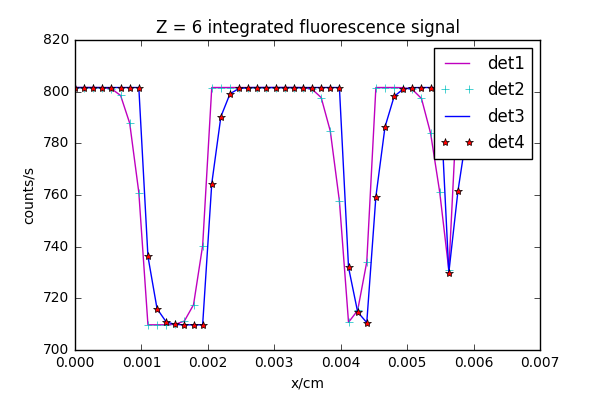 Z = 6 integrated fluorescence signal
820
800
780
760
740
720
700
counts/s
det1
det2
det3
det4
0.000 0.001 0.002 0.003 0.004 0.005 0.006 0.007
x/cm